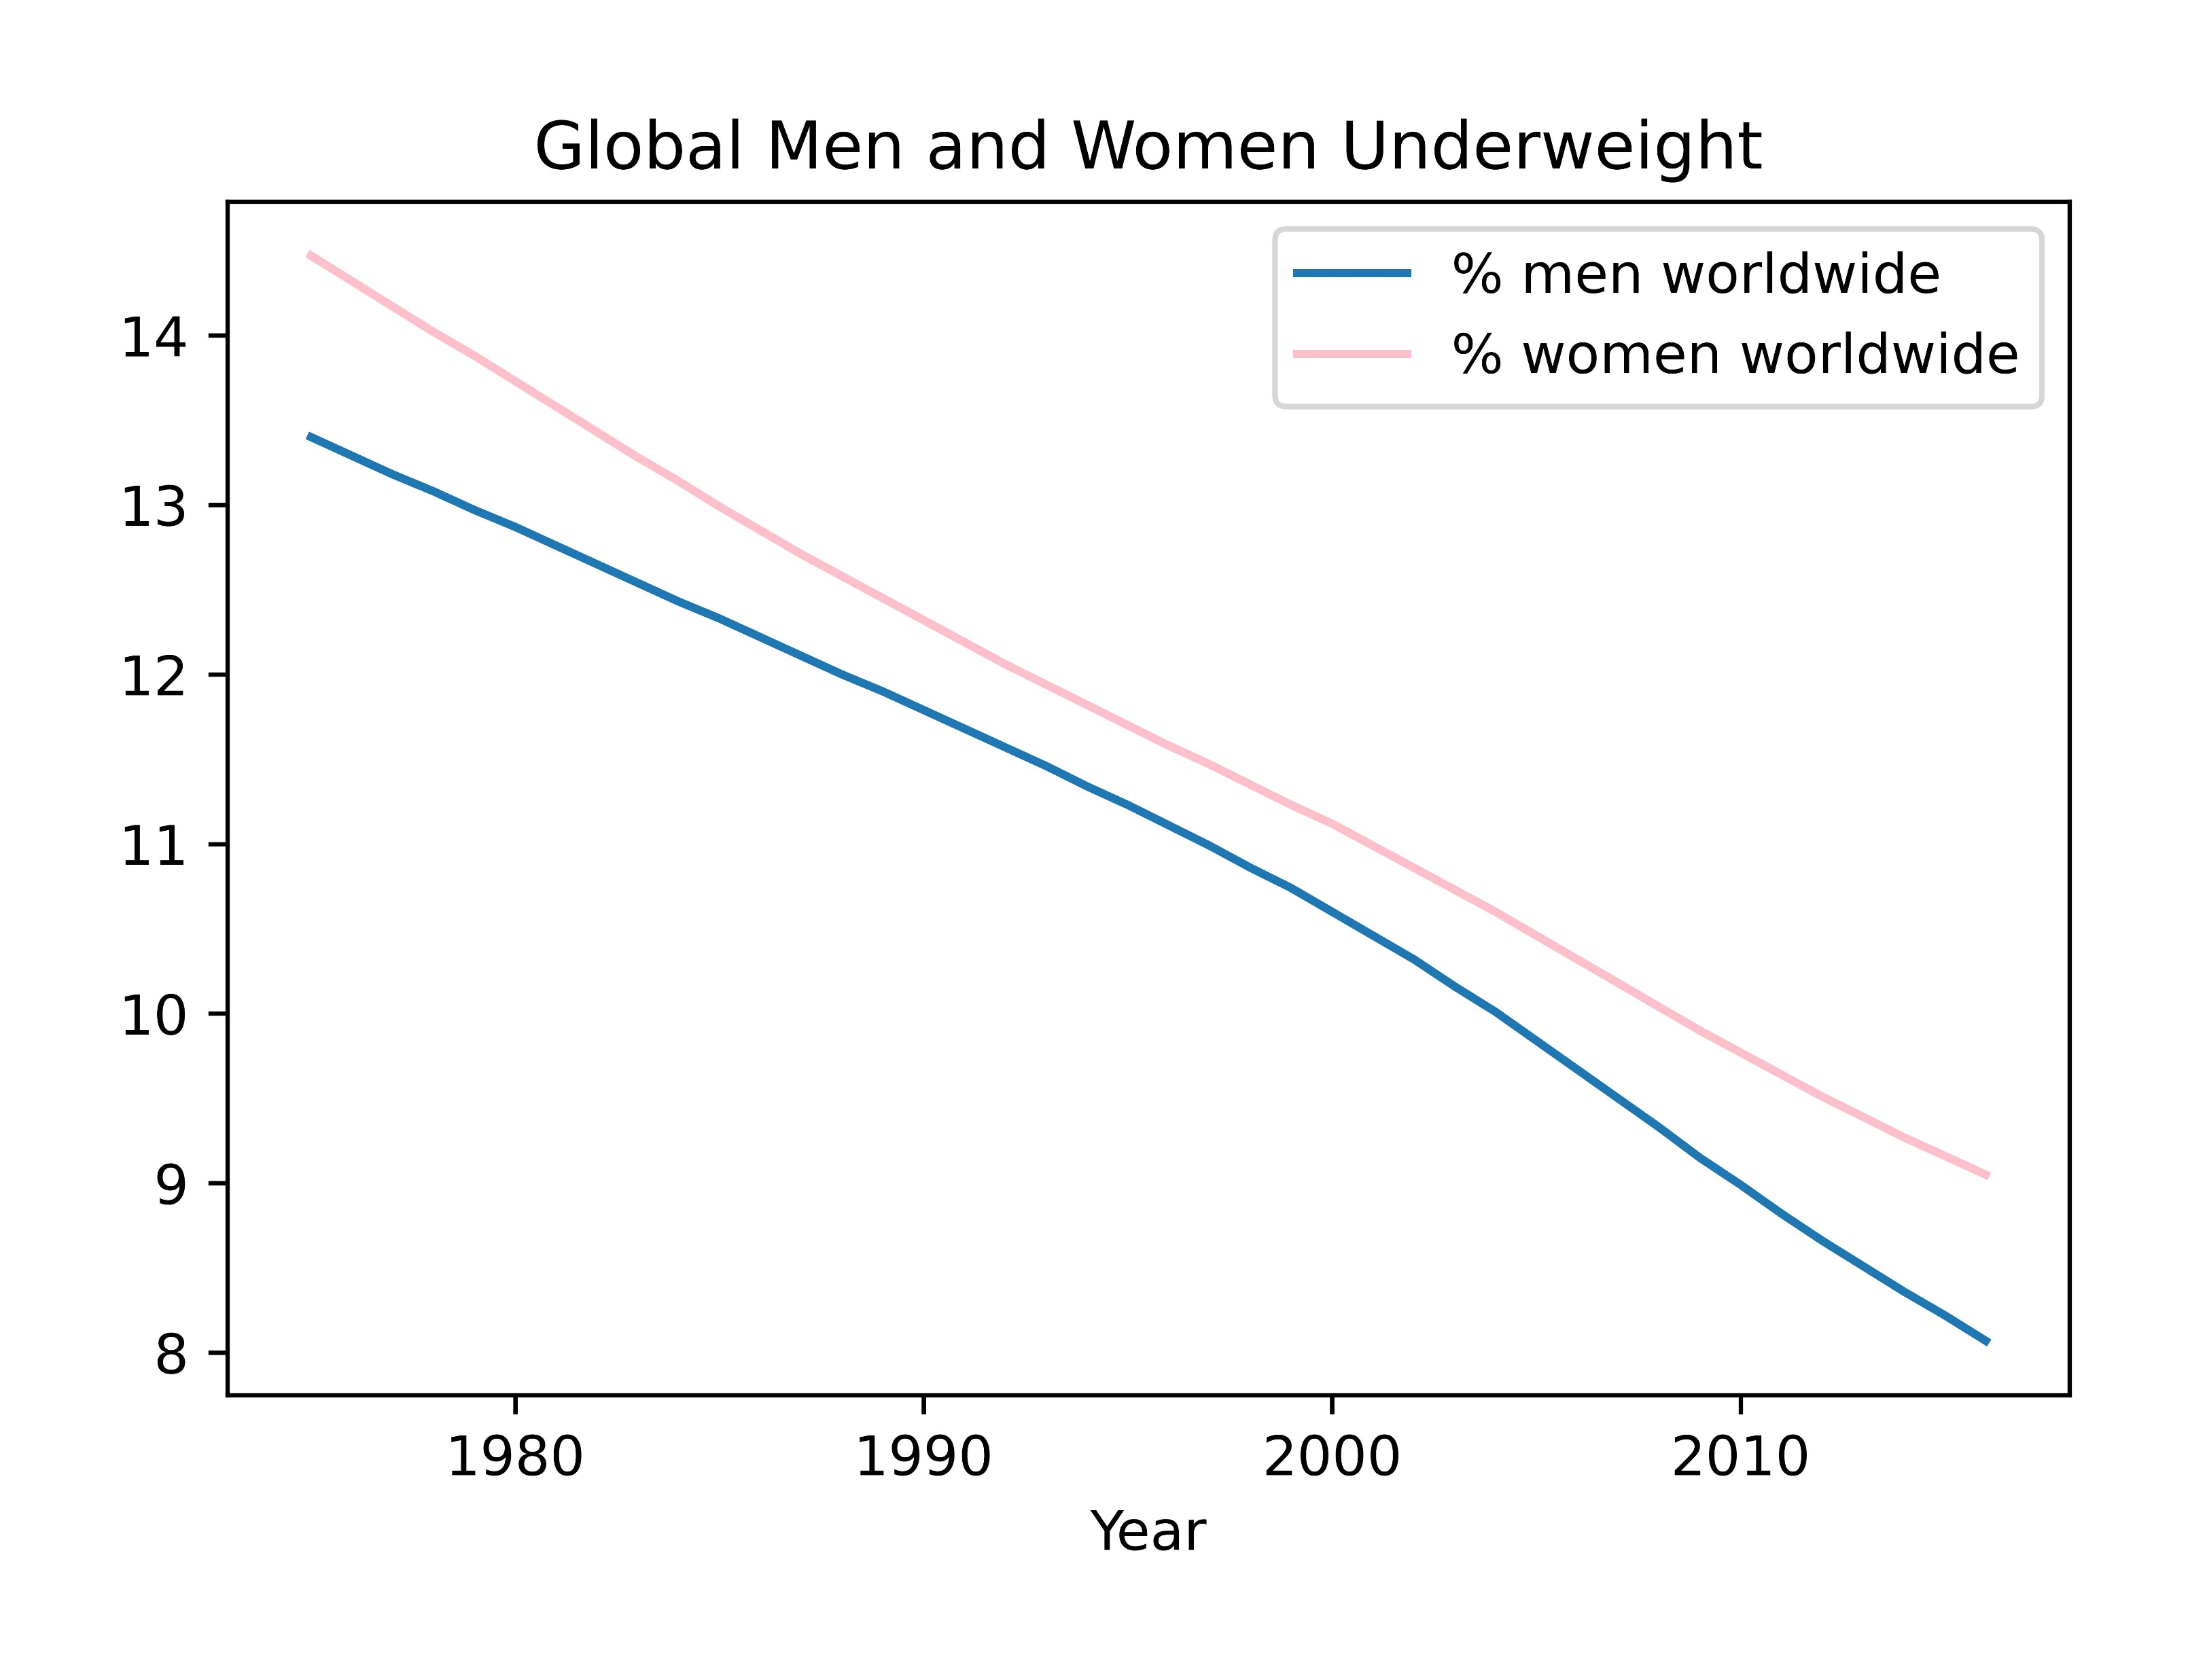 Global Men and Women Underweight
% men worldwide
% women worldwide
14
13
12
11
10
9
8
1980 1990 2000 2010
Year